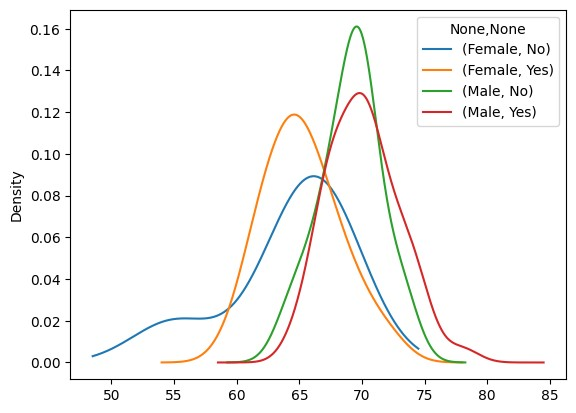 None,None
(Female, No)
(Female, Yes)
(Male, No)
(Male, Yes)
Density
0.16
0.14
0.12
0.10
0.08
0.06
0.04
0.02
0.00
50 55 60 65 70 75 80 85